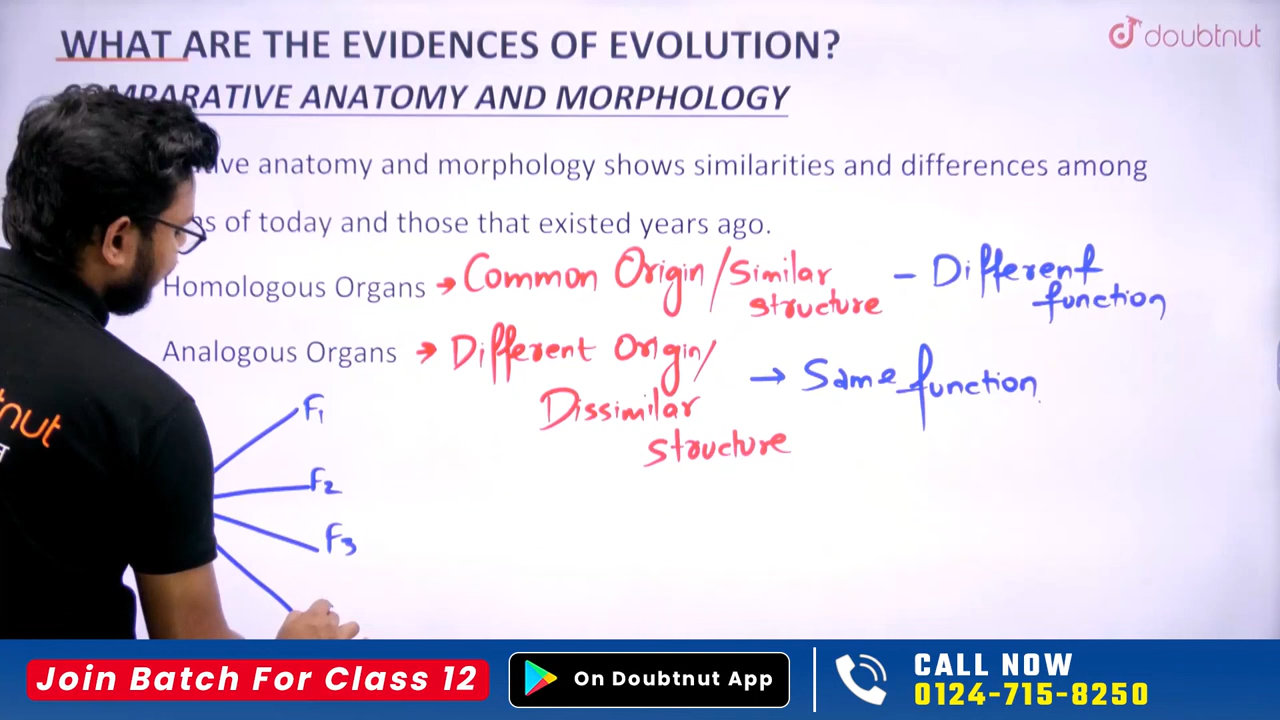 WHAT ARE THE EVIDENCES OF EVOLUTION?
doubtnut
COMPARATIVE ANATOMY AND MORPHOLOGY
ive anatomy and morphology shows similarities and differences among
s of today and those that existed years ago.
Homologous Organs → Common Origin/Similar structure - Different function
Analogous Organs → Different Origin/ Dissimilar structure → Same function
F1
F2
F3
tnut
Join Batch For Class 12
On Doubtnut App
CALL NOW
0124-715-8250